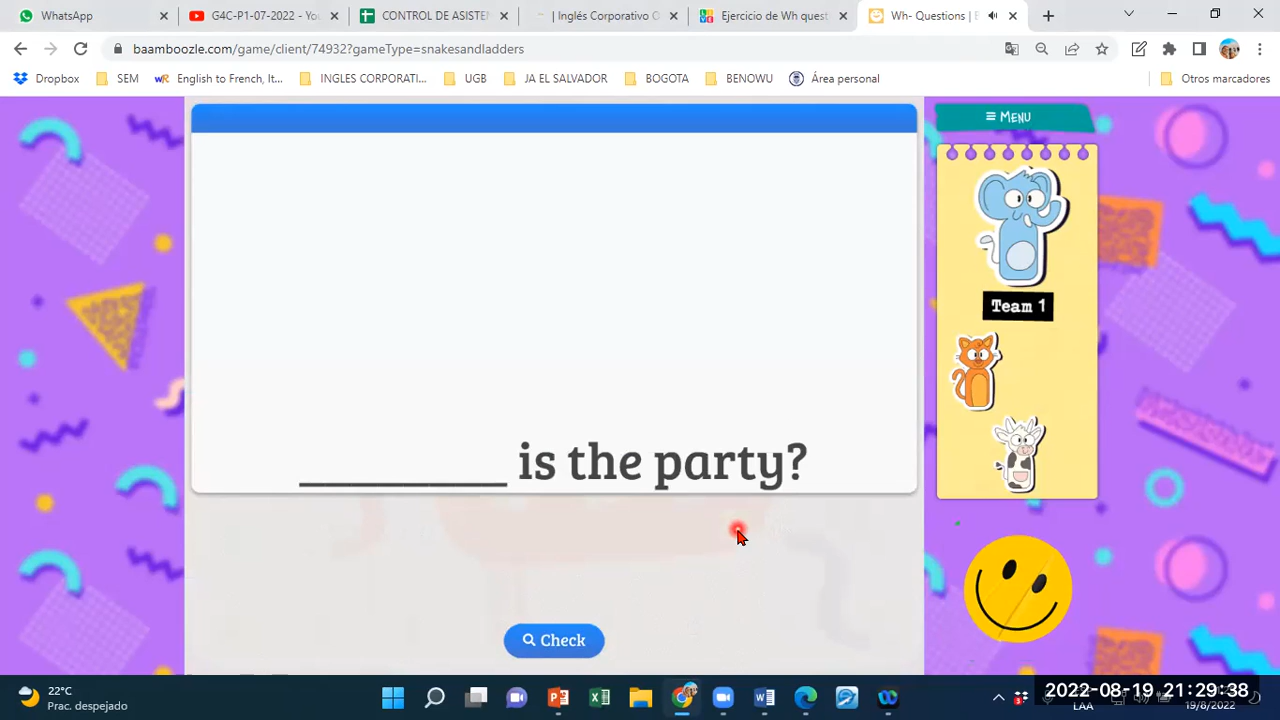 WhatsApp
G4C-P1-07-2022 - You
CONTROL DE ASISTEN
| Inglés Corporativo O
Ejercicio de Wh quest
Wh- Questions | B
baamboozle.com/game/client/74932?gameType=snakesandladders
Dropbox
SEM
English to French, It...
INGLES CORPORATI...
UGB
JA EL SALVADOR
BOGOTA
BENOWU
Área personal
Otros marcadores
MENU
Team 1
__________ is the party?
Check
22°C
Prac. despejado
LAA
2022-08-19 21:29:38
19/8/2022